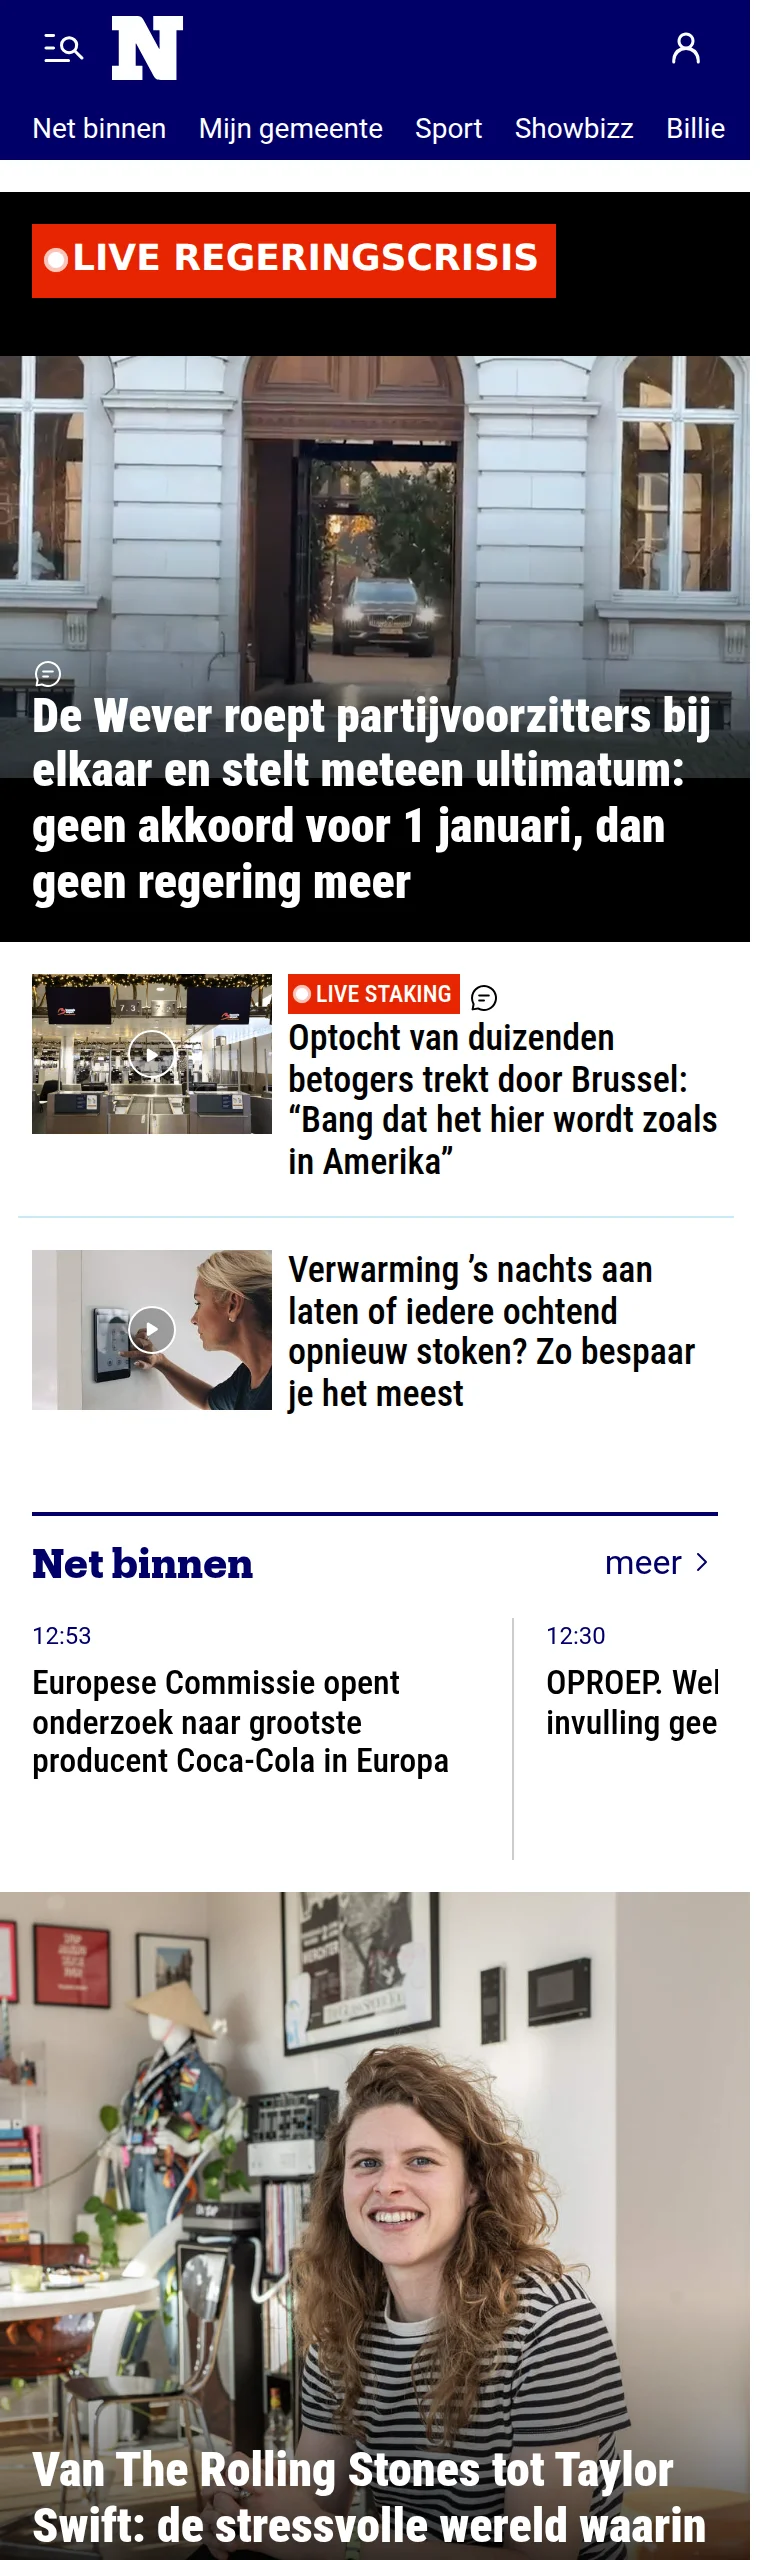 N
Net binnen Mijn gemeente Sport Showbizz Billie
LIVE REGERINGSCRISIS
De Wever roept partijvoorzitters bij
elkaar en stelt meteen ultimatum:
geen akkoord voor 1 januari, dan
geen regering meer
LIVE STAKING
Optocht van duizenden
betogers trekt door Brussel:
“Bang dat het hier wordt zoals
in Amerika”
Verwarming ’s nachts aan
laten of iedere ochtend
opnieuw stoken? Zo bespaar
je het meest
Net binnen
meer
12:53
Europese Commissie opent
onderzoek naar grootste
producent Coca-Cola in Europa
12:30
OPROEP.
invulling gee
Van The Rolling Stones tot Taylor
Swift: de stressvolle wereld waarin